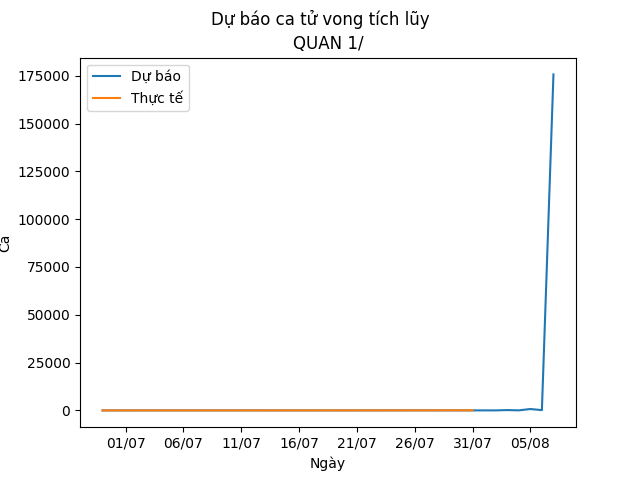 Dự báo ca tử vong tích lũy
QUAN 1/
Dự báo
Thực tế
175000
150000
125000
100000
75000
50000
25000
0
Ca
01/07 06/07 11/07 16/07 21/07 26/07 31/07 05/08
Ngày